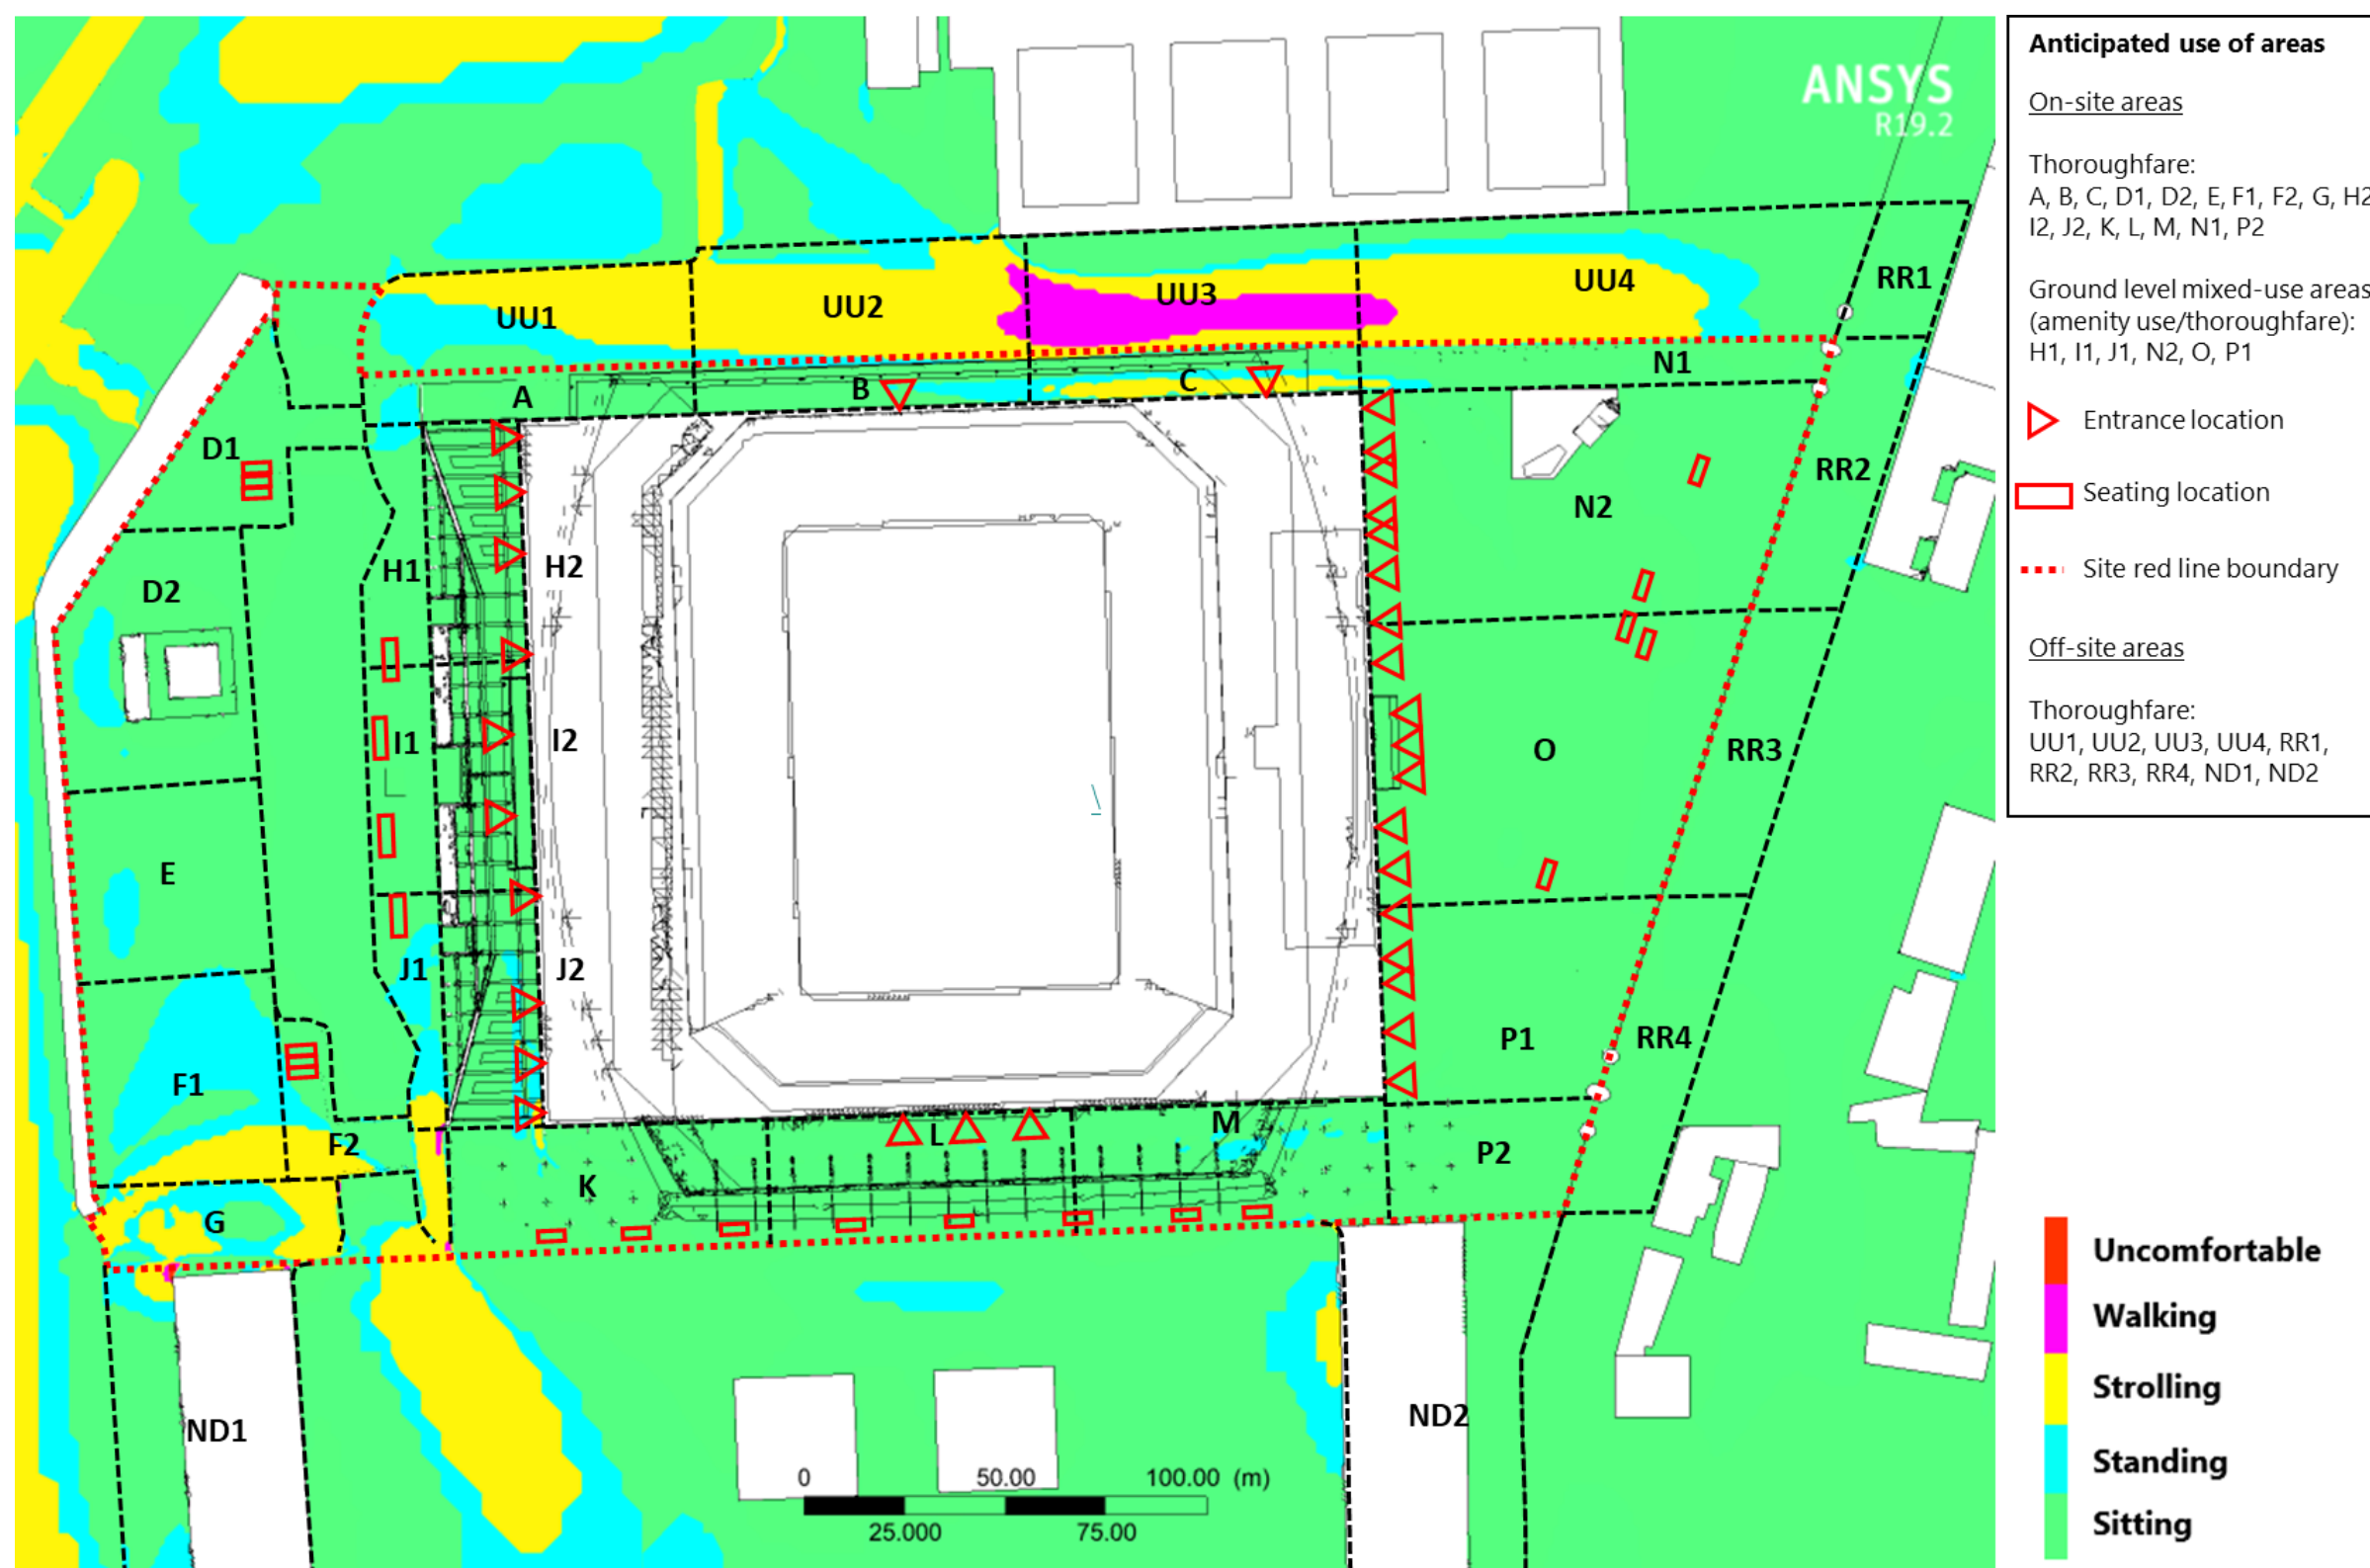 ANSYS
R19.2
UU1
UU2
UU3
UU4
RR1
A
B
C
N1
D1
RR2
N2
D2
H1
H2
I1
I2
O
RR3
E
J1
J2
F1
P1
RR4
F2
L
M
P2
K
G
ND1
ND2
0 50.00 100.00 (m)
25.000 75.00
Anticipated use of areas
On-site areas
Thoroughfare:
A, B, C, D1, D2, E, F1, F2, G, H2
I2, J2, K, L, M, N1, P2
Ground level mixed-use areas
(amenity use/thoroughfare):
H1, I1, J1, N2, O, P1
Entrance location
Seating location
Site red line boundary
Off-site areas
Thoroughfare:
UU1, UU2, UU3, UU4, RR1,
RR2, RR3, RR4, ND1, ND2
Uncomfortable
Walking
Strolling
Standing
Sitting